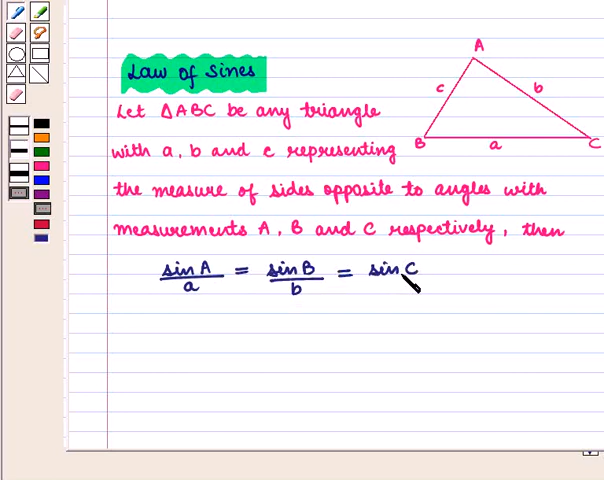 Law of Sines
Let △ABC be any triangle
with a, b and c representing
the measure of sides opposite to angles with
measurements A, B and C respectively, then
sin A / a = sin B / b = sin C
A
c
b
B
a
C